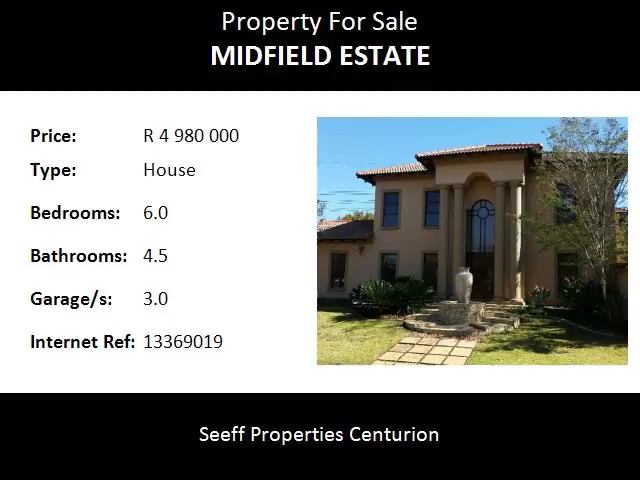 Property For Sale
MIDFIELD ESTATE
Price: R 4 980 000
Type: House
Bedrooms: 6.0
Bathrooms: 4.5
Garage/s: 3.0
Internet Ref: 13369019
Seeff Properties Centurion